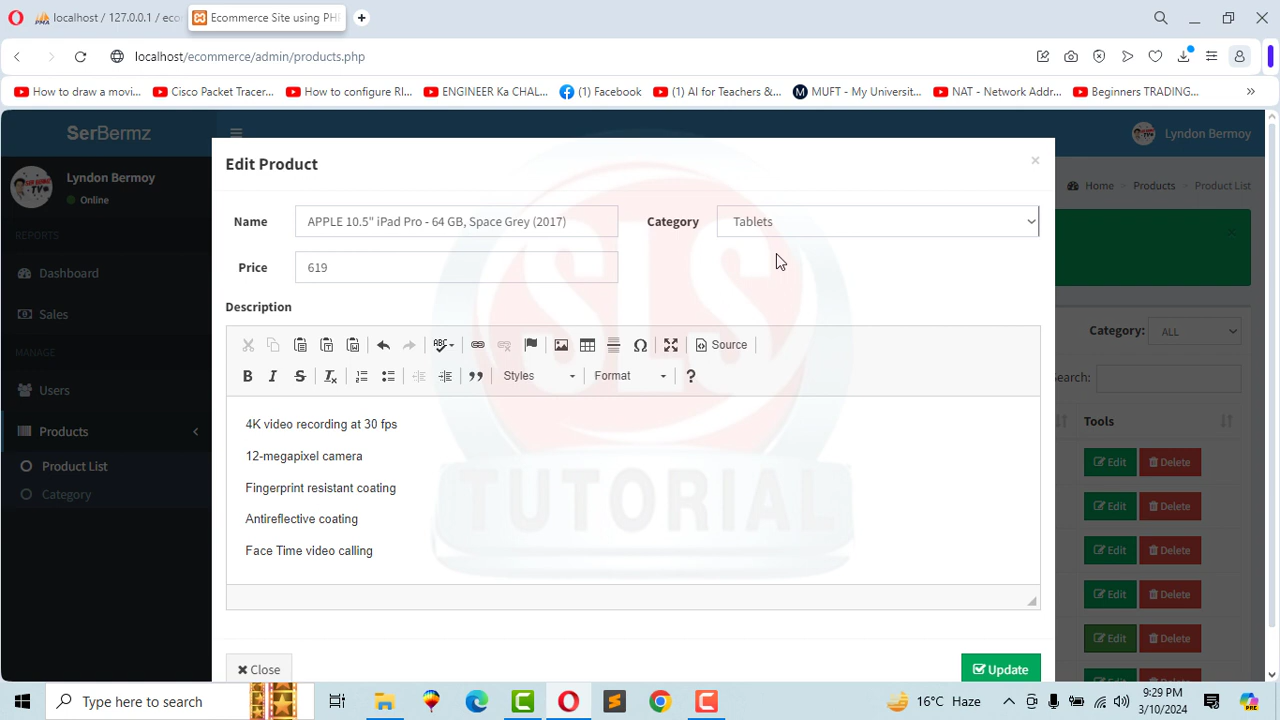 localhost / 127.0.0.1 / eco
Ecommerce Site using PH
localhost/ecommerce/admin/products.php
How to draw a movi...
Cisco Packet Tracer...
How to configure RI...
ENGINEER Ka CHAL...
(1) Facebook
(1) AI for Teachers &...
MUFT - My Universit...
NAT - Network Addr...
Beginners TRADING...
SerBermz
Lyndon Bermoy
Lyndon Bermoy
Online
Home
Products
Product List
REPORTS
Dashboard
Sales
MANAGE
Users
Products
Product List
Category
Edit Product
Name
APPLE 10.5" iPad Pro - 64 GB, Space Grey (2017)
Category
Tablets
Price
619
Description
ABC
Source
Styles
Format
4K video recording at 30 fps
12-megapixel camera
Fingerprint resistant coating
Antireflective coating
Face Time video calling
Close
Update
Category:
ALL
Search:
Tools
Edit
Delete
Edit
Delete
Edit
Delete
Edit
Delete
Edit
Delete
SIS
TUTORIAL
Type here to search
16°C Haze
9:29 PM
3/10/2024